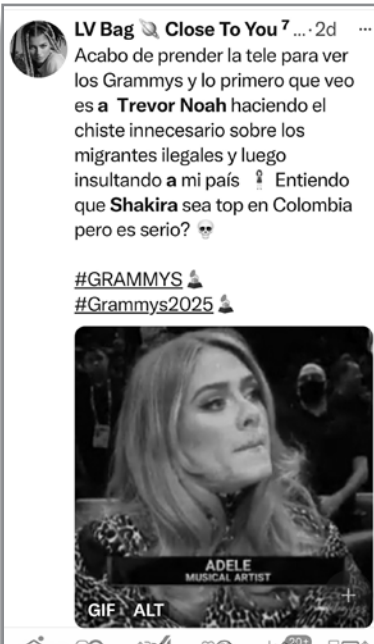 LV Bag 🪐 Close To You ⁷ ... · 2d ...
Acabo de prender la tele para ver
los Grammys y lo primero que veo
es a Trevor Noah haciendo el
chiste innecesario sobre los
migrantes ilegales y luego
insultando a mi país 🧍‍♀️ Entiendo
que Shakira sea top en Colombia
pero es serio? 💀
#GRAMMYS
#Grammys2025
ADELE
MUSICAL ARTIST
GIF ALT
20+